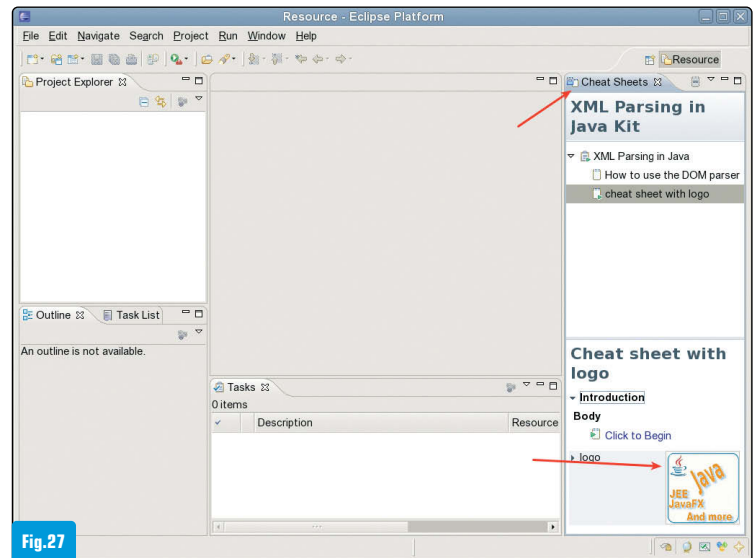 Resource - Eclipse Platform
File Edit Navigate Search Project Run Window Help
Resource
Project Explorer
Cheat Sheets
XML Parsing in
Java Kit
XML Parsing in Java
How to use the DOM parser
cheat sheet with logo
Outline
Task List
An outline is not available.
Tasks
0 items
Description
Resource
Cheat sheet with
logo
Introduction
Body
Click to Begin
logo
Java
JEE
JavaFX
And more
Fig.27